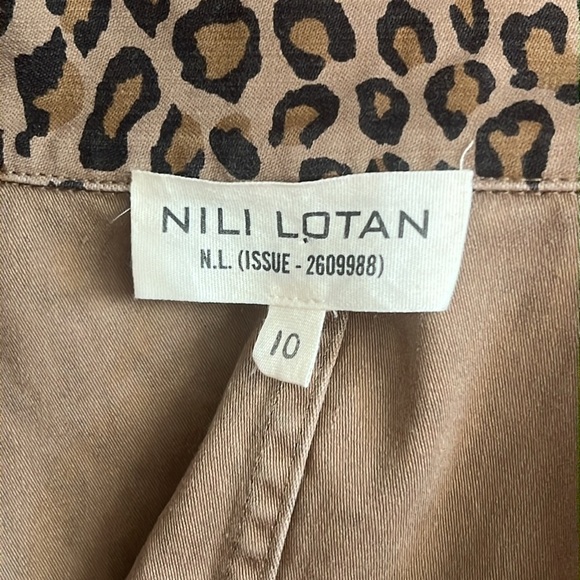 NILI LOTAN
N.L. (ISSUE - 2609988)
10